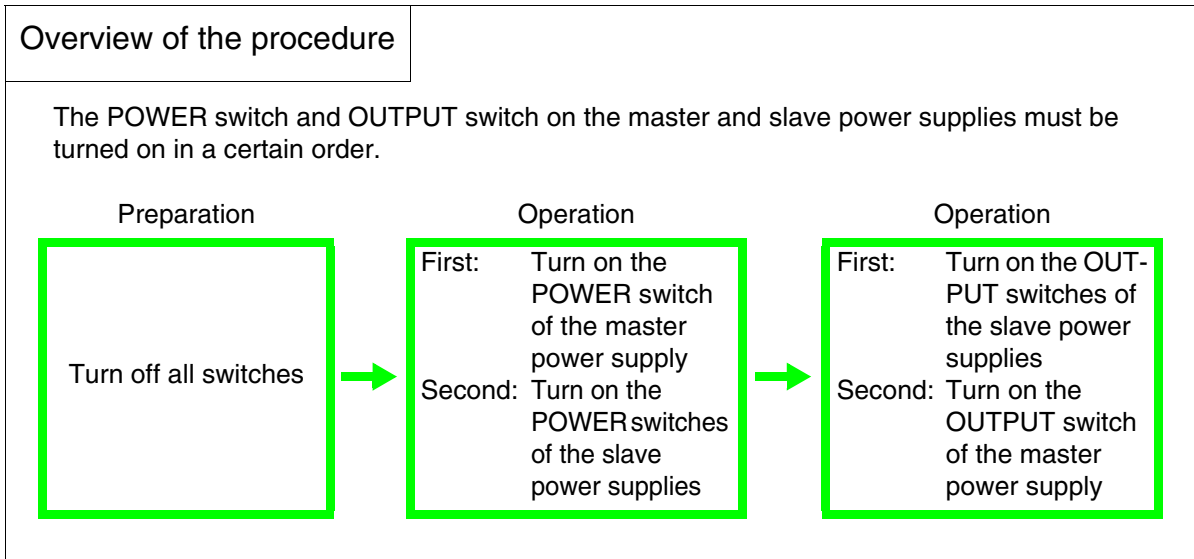 Overview of the procedure
The POWER switch and OUTPUT switch on the master and slave power supplies must be
turned on in a certain order.
Preparation
Turn off all switches
Operation
First: Turn on the
POWER switch
of the master
power supply
Second: Turn on the
POWER switches
of the slave
power supplies
Operation
First: Turn on the OUT-
PUT switches of
the slave power
supplies
Second: Turn on the
OUTPUT switch
of the master
power supply